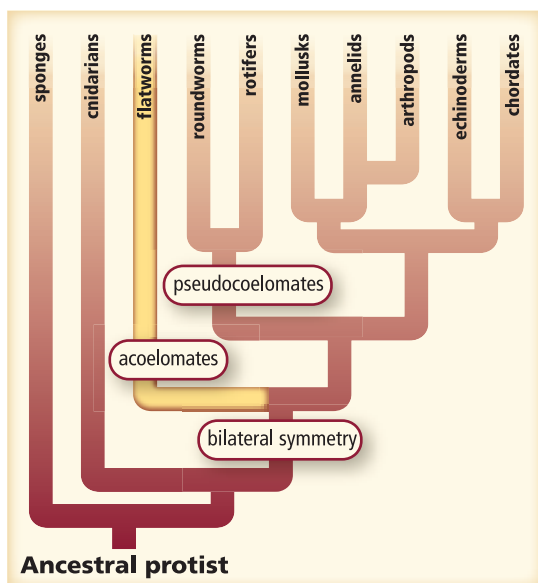 sponges
cnidarians
flatworms
roundworms
rotifers
mollusks
annelids
arthropods
echinoderms
chordates
pseudocoelomates
acoelomates
bilateral symmetry
Ancestral protist